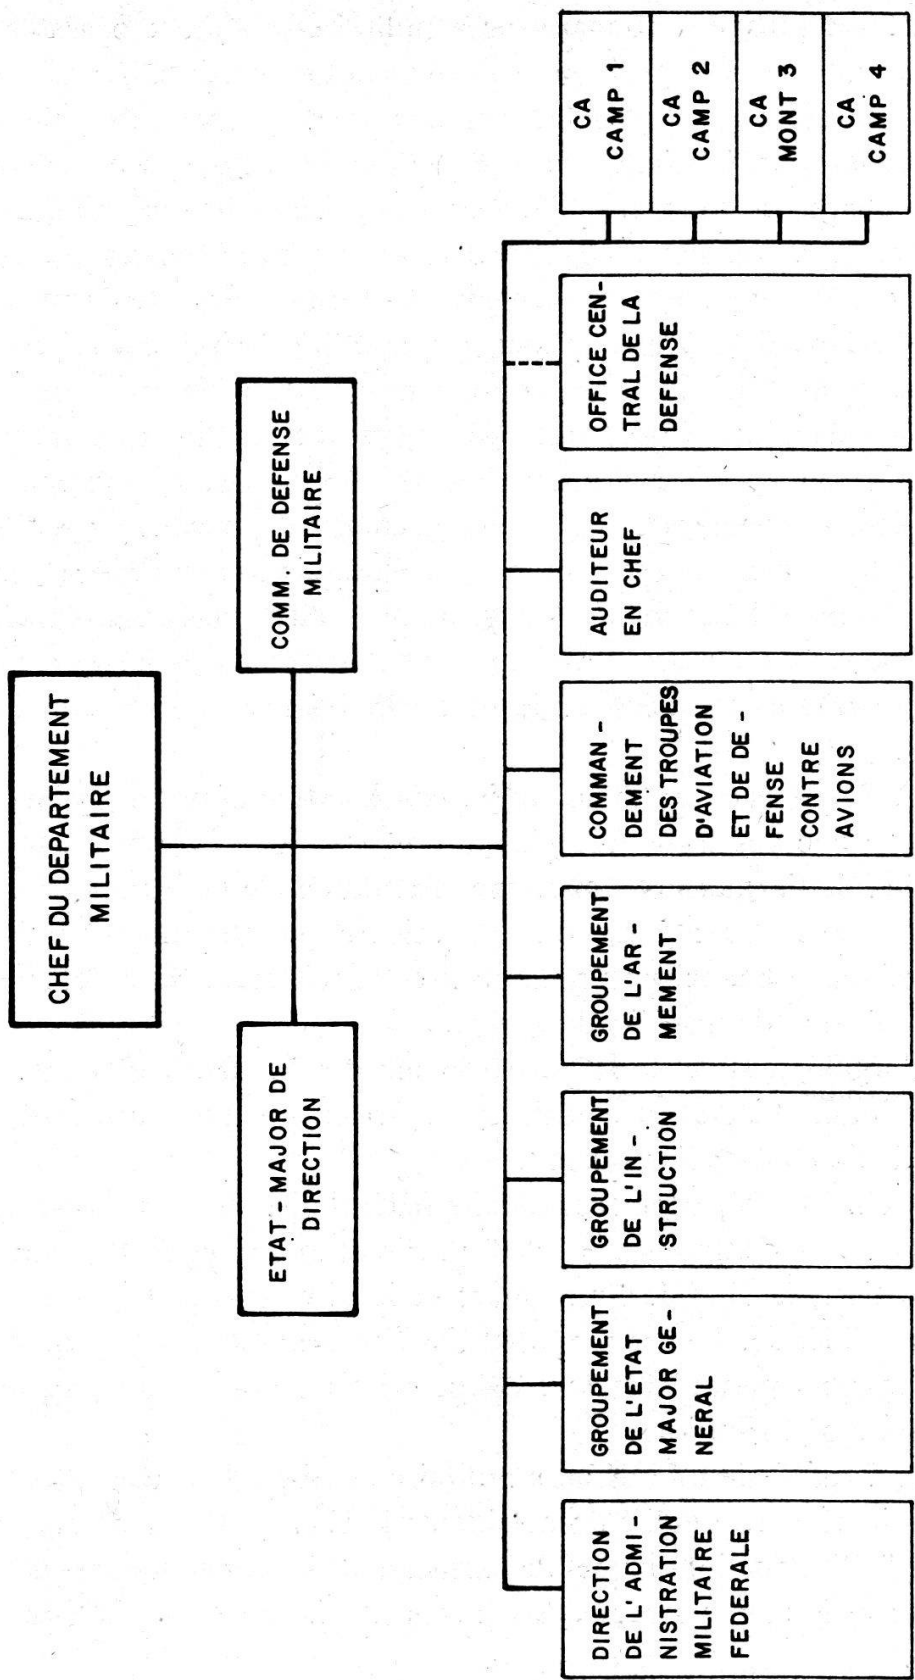 CHEF DU DEPARTEMENT
MILITAIRE
ETAT-MAJOR DE
DIRECTION
COMM. DE DEFENSE
MILITAIRE
DIRECTION
DE L'ADMI-
NISTRATION
MILITAIRE
FEDERALE
GROUPEMENT
DE L'ETAT
MAJOR GE-
NERAL
GROUPEMENT
DE L'IN-
STRUCTION
GROUPEMENT
DE L'AR-
MEMENT
COMMAN-
DEMENT
DES TROUPES
D'AVIATION
ET DE DE-
FENSE
CONTRE
AVIONS
AUDITEUR
EN CHEF
OFFICE CEN-
TRAL DE LA
DEFENSE
CA
CAMP 1
CA
CAMP 2
CA
MONT 3
CA
CAMP 4